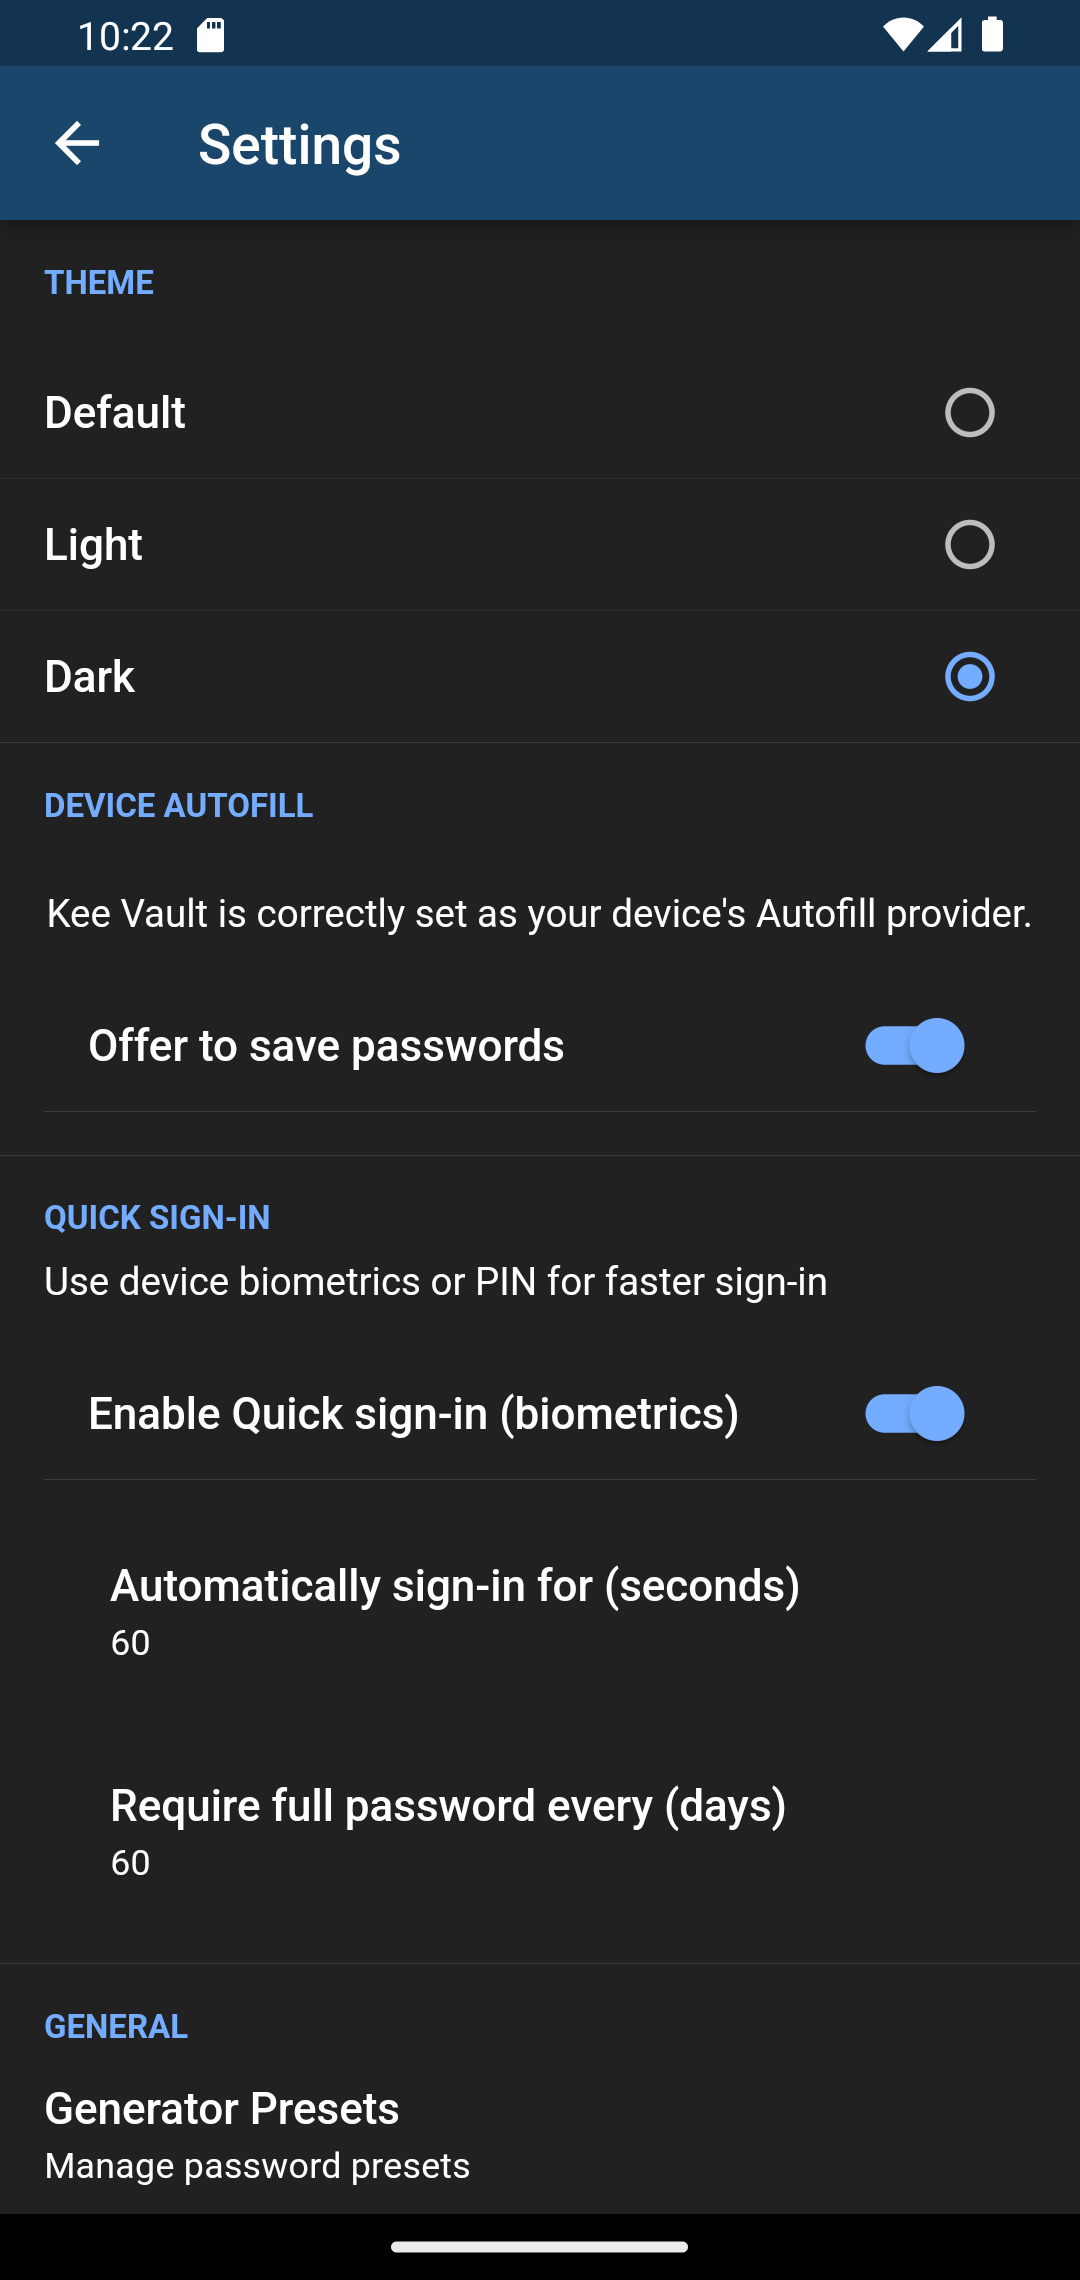 10:22
Settings
THEME
Default
Light
Dark
DEVICE AUTOFILL
Kee Vault is correctly set as your device's Autofill provider.
Offer to save passwords
QUICK SIGN-IN
Use device biometrics or PIN for faster sign-in
Enable Quick sign-in (biometrics)
Automatically sign-in for (seconds)
60
Require full password every (days)
60
GENERAL
Generator Presets
Manage password presets